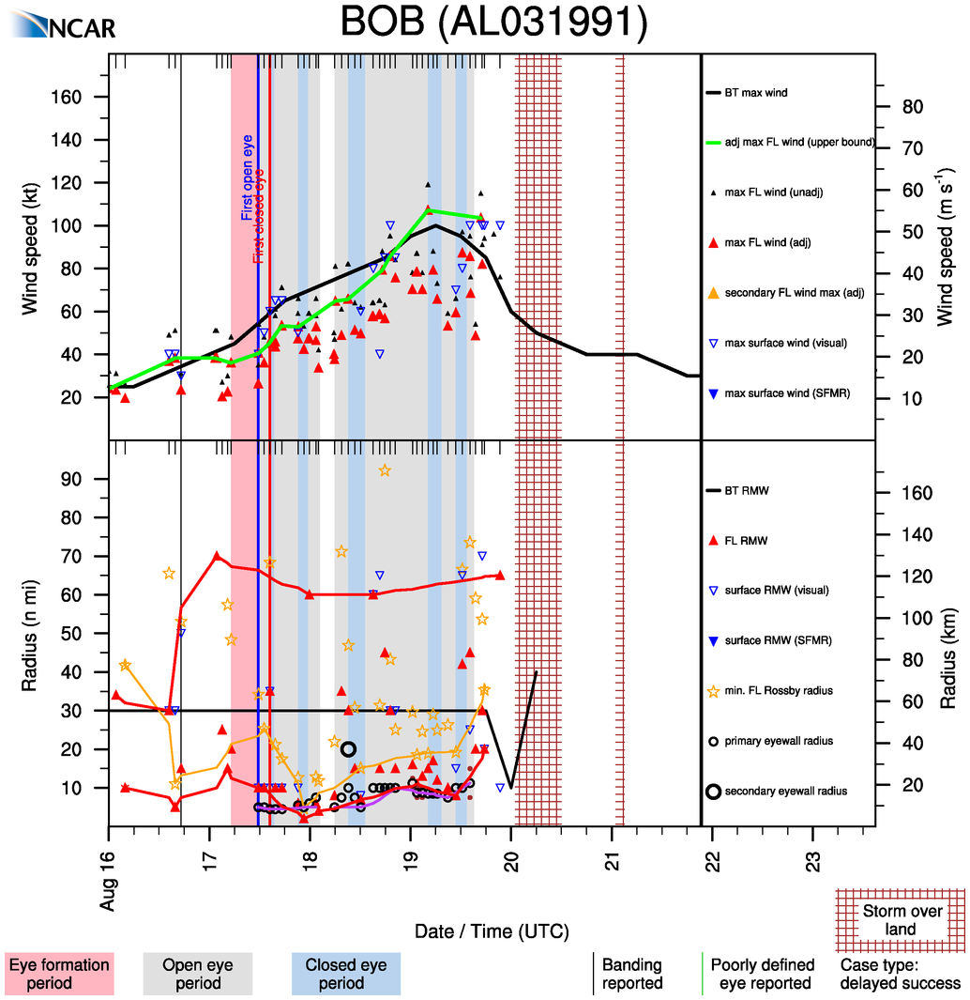 NCAR
BOB (AL031991)
Wind speed (kt)
160
140
120
100
80
60
40
20
First open eye
First closed eye
BT max wind
adj max FL wind (upper bound)
max FL wind (unadj)
max FL wind (adj)
secondary FL wind max (adj)
max surface wind (visual)
max surface wind (SFMR)
80
70
60
50
40
30
20
10
Wind speed (m s-1)
Radius (n mi)
90
80
70
60
50
40
30
20
10
BT RMW
FL RMW
surface RMW (visual)
surface RMW (SFMR)
min. FL Rossby radius
primary eyewall radius
secondary eyewall radius
160
140
120
100
80
60
40
20
Radius (km)
Aug 16
17
18
19
20
21
22
23
Date / Time (UTC)
Storm over
land
Eye formation
period
Open eye
period
Closed eye
period
Banding
reported
Poorly defined
eye reported
Case type:
delayed success